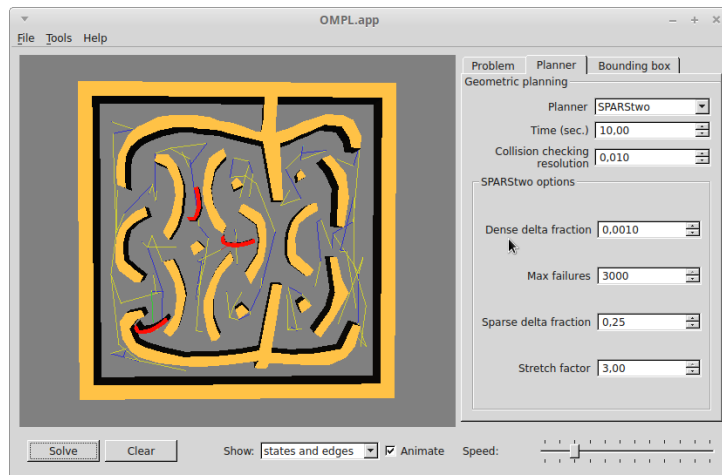 OMPL.app
File Tools Help
Problem Planner Bounding box
Geometric planning
Planner SPARStwo
Time (sec.) 10,00
Collision checking
resolution 0,010
SPARStwo options
Dense delta fraction 0,0010
Max failures 3000
Sparse delta fraction 0,25
Stretch factor 3,00
Solve Clear Show: states and edges Animate Speed: